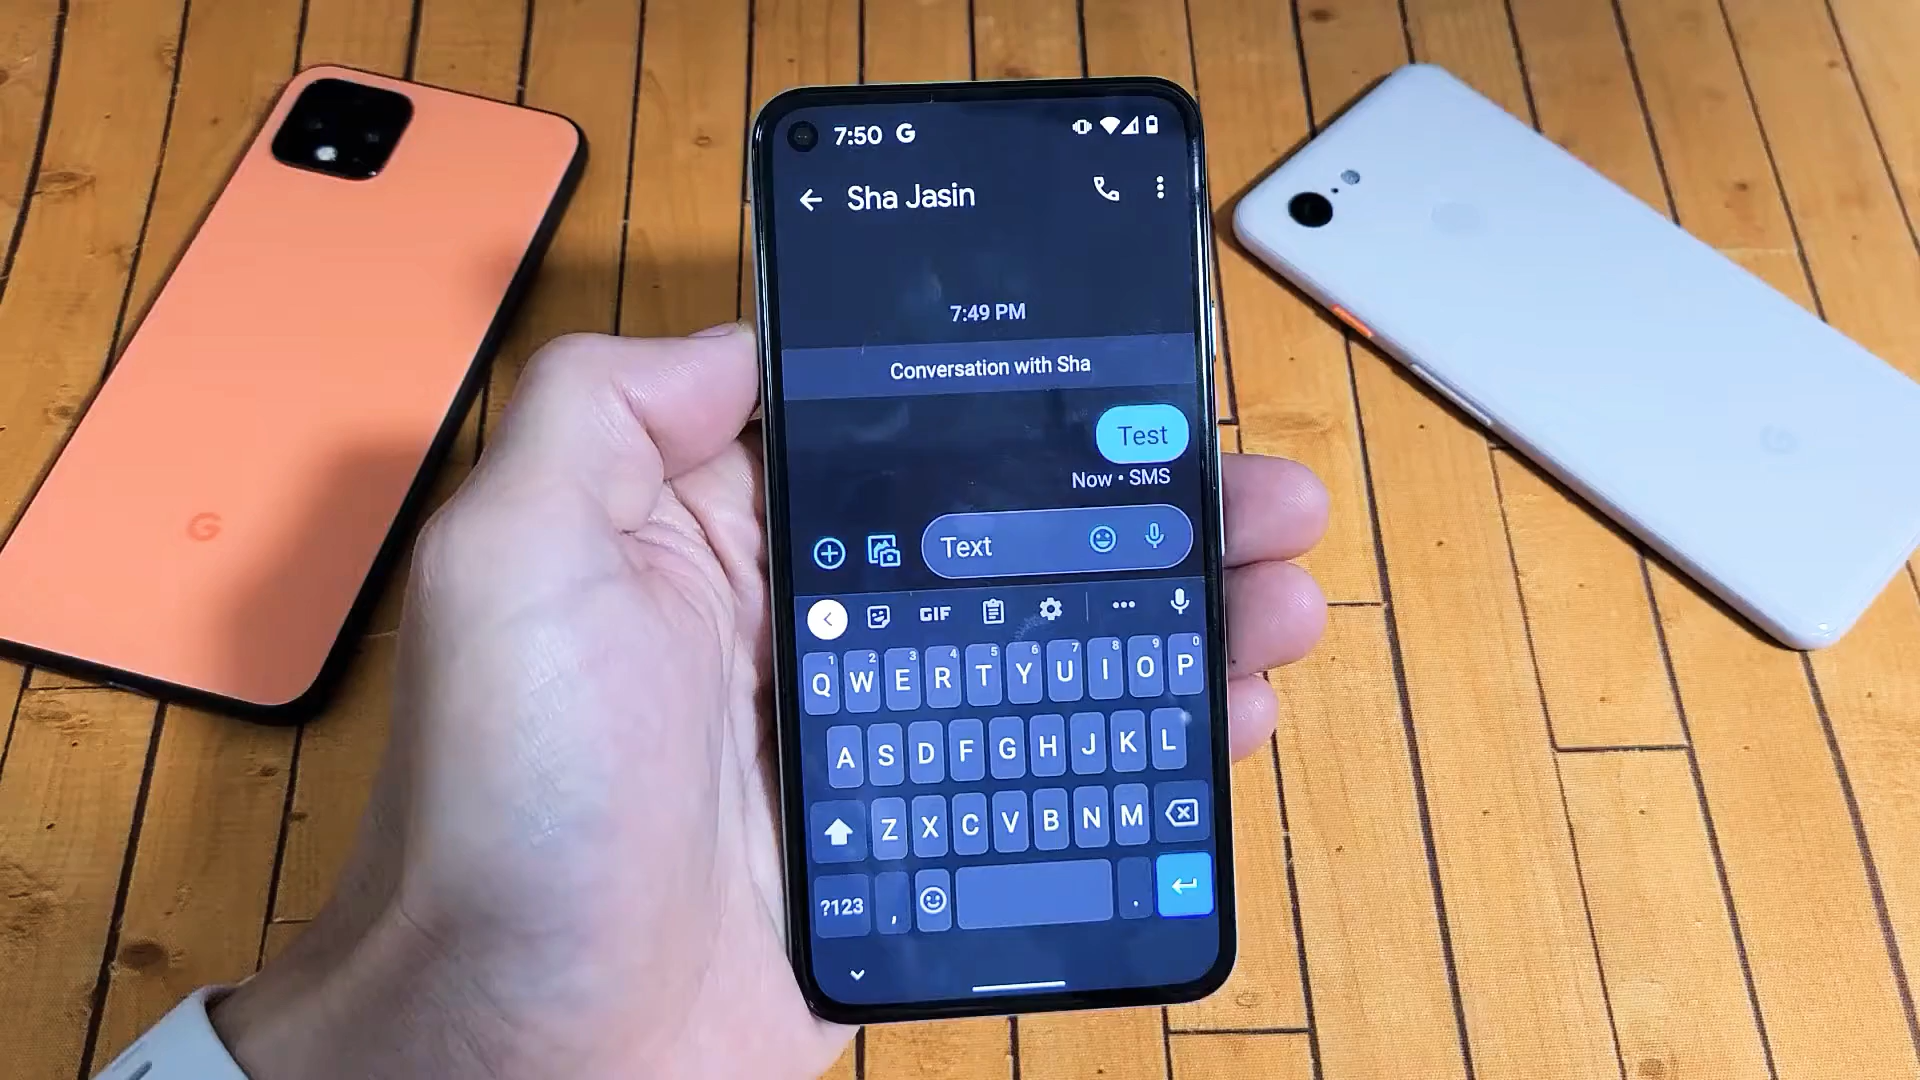 7:50 G
Sha Jasin
7:49 PM
Conversation with Sha
Test
Now • SMS
Text
GIF
1 2 3 4 5 6 7 8 9 0
Q W E R T Y U I O P
A S D F G H J K L
Z X C V B N M
?123 , .
G
G